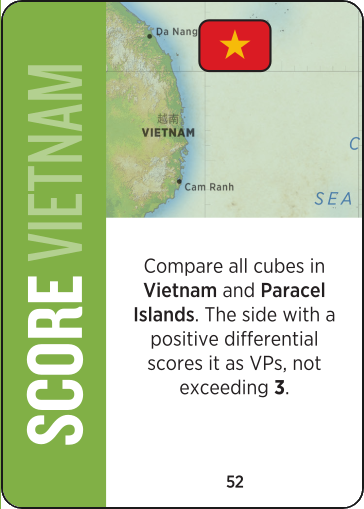 Da Nang
越南
VIETNAM
Cam Ranh
C
SEA
SCORE VIETNAM
Compare all cubes in
Vietnam and Paracel
Islands. The side with a
positive differential
scores it as VPs, not
exceeding 3.
52